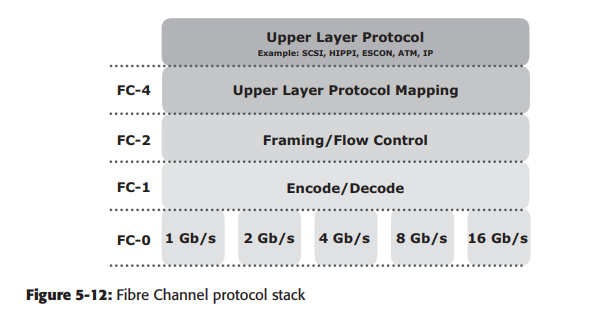 Upper Layer Protocol
Example: SCSI, HIPPI, ESCON, ATM, IP
FC-4 Upper Layer Protocol Mapping
FC-2 Framing/Flow Control
FC-1 Encode/Decode
FC-0 1 Gb/s 2 Gb/s 4 Gb/s 8 Gb/s 16 Gb/s
Figure 5-12: Fibre Channel protocol stack